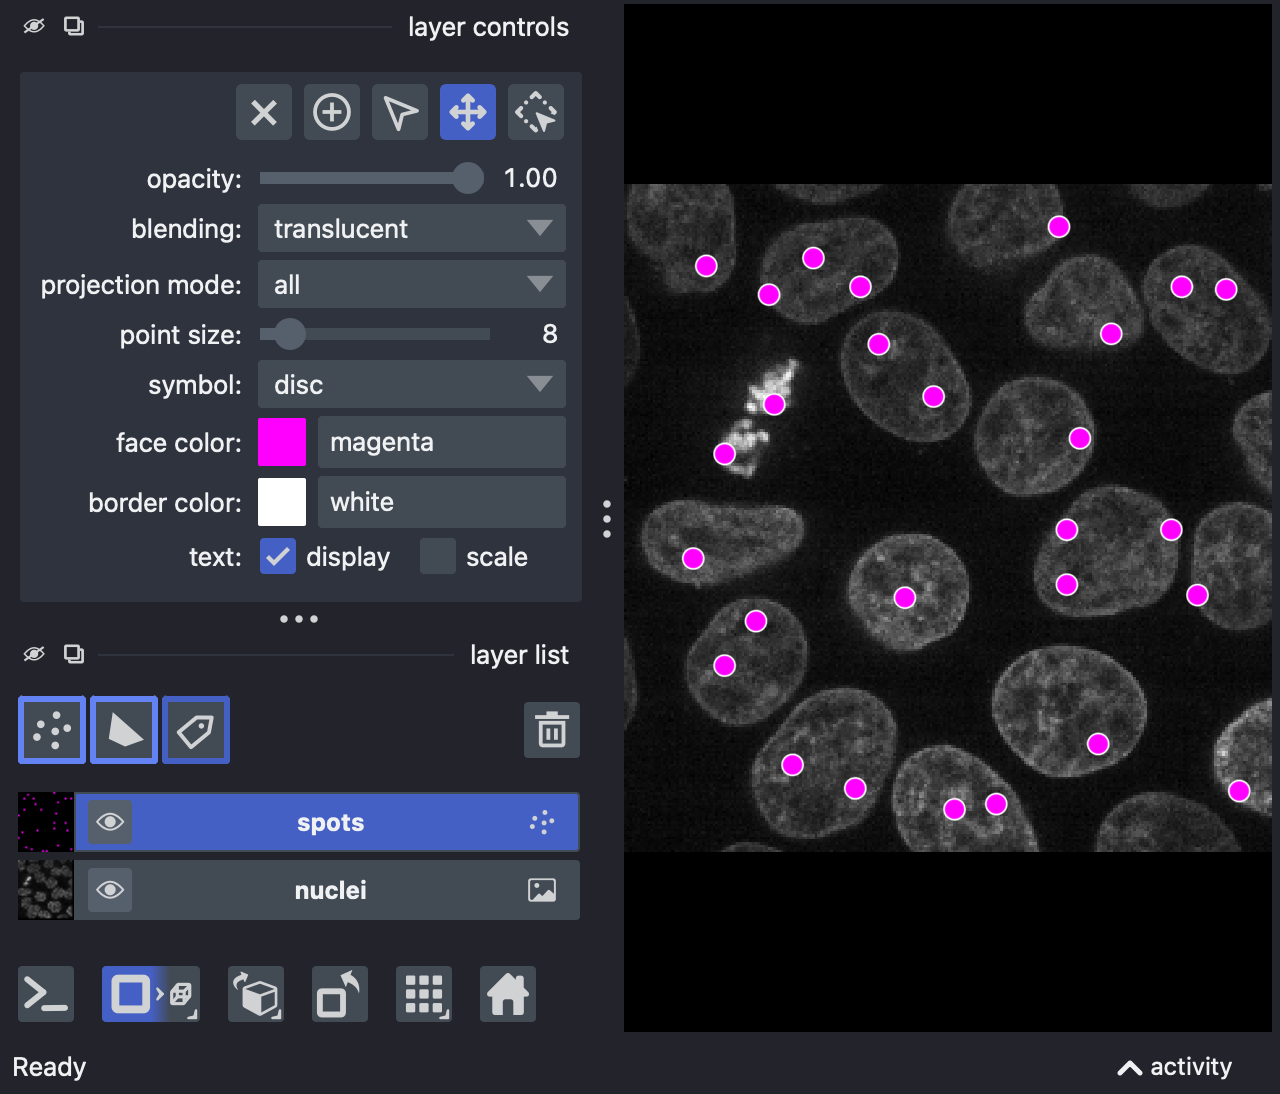 layer controls
opacity: 1.00
blending: translucent
projection mode: all
point size: 8
symbol: disc
face color: magenta
border color: white
text: display scale
layer list
spots
nuclei
Ready activity